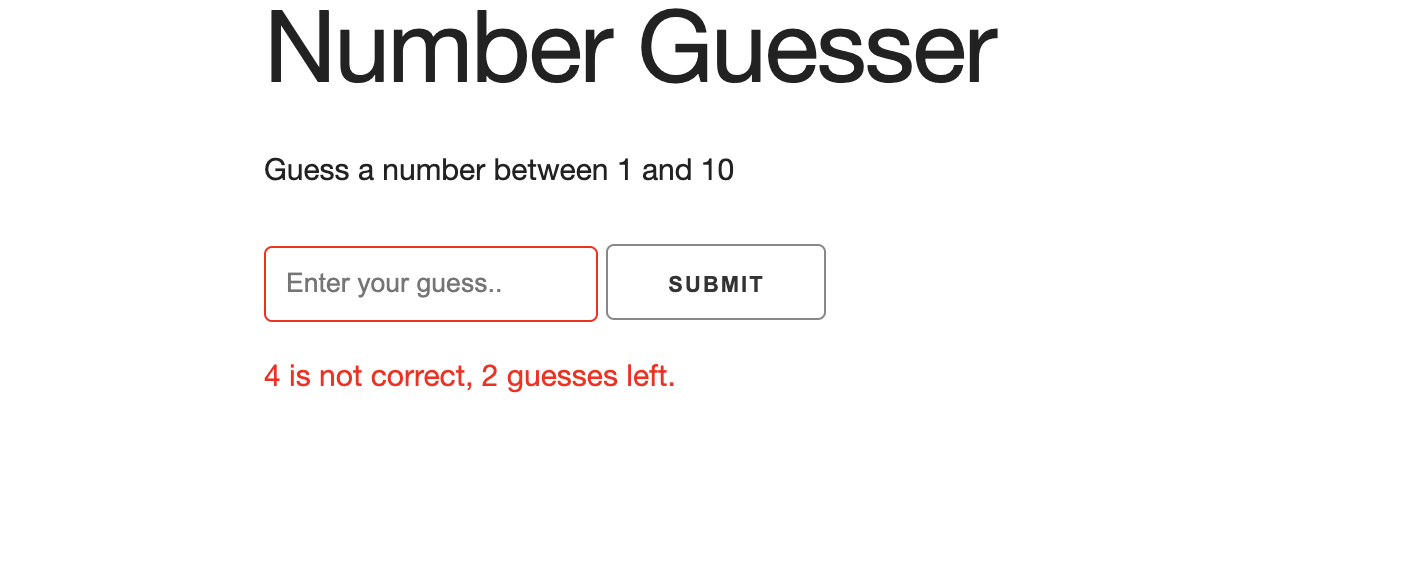 Number Guesser
Guess a number between 1 and 10
Enter your guess..
SUBMIT
4 is not correct, 2 guesses left.